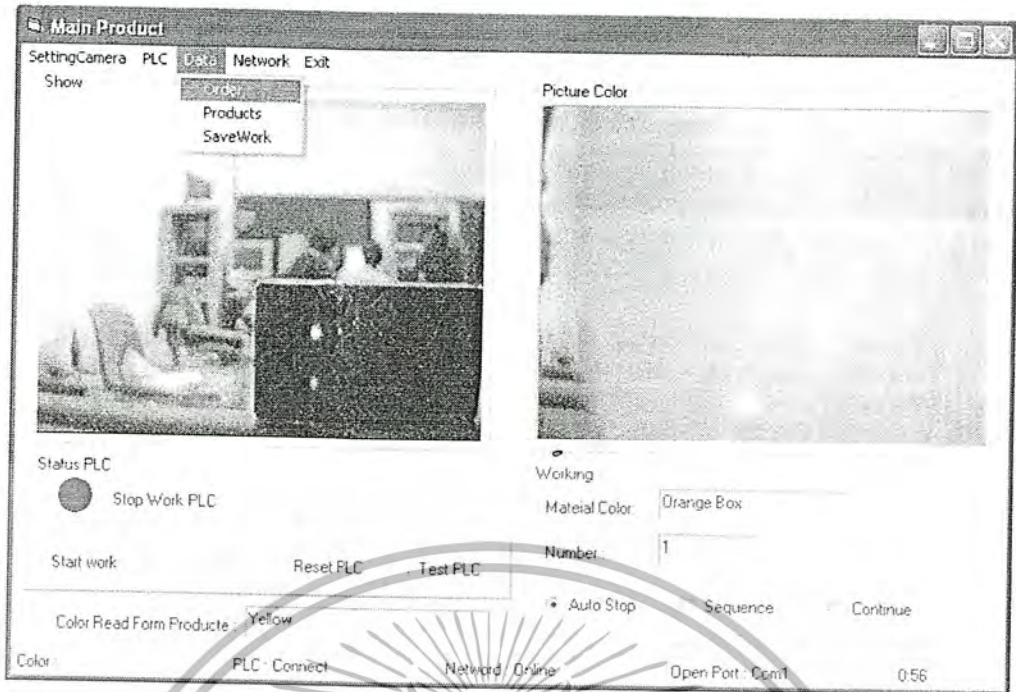 Main Product
SettingCamera PLC Data Network Exit
Show
Order
Products
SaveWork
Picture Color
Status PLC
Stop Work PLC
Start work
Reset PLC
Test PLC
Color Read Form Producte : Yellow
Working
Mateial Color: Orange Box
Number : 1
Auto Stop Sequence Continue
Color : PLC : Connect Netword : Online Open Port : Com1 0:56